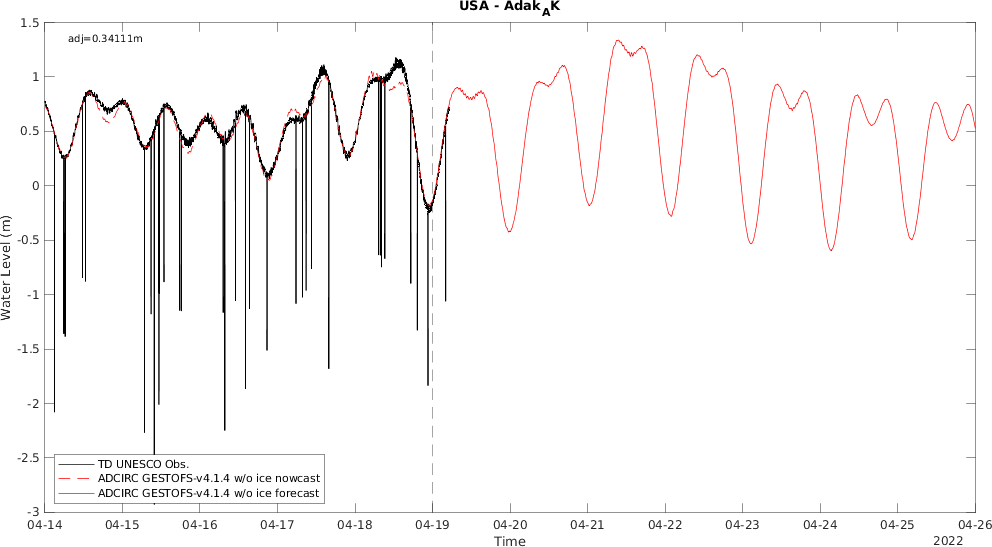 USA - Adak_AK
adj=0.34111m
1.5
1
0.5
0
-0.5
-1
-1.5
-2
-2.5
-3
Water Level (m)
TD UNESCO Obs.
ADCIRC GESTOFS-v4.1.4 w/o ice nowcast
ADCIRC GESTOFS-v4.1.4 w/o ice forecast
04-14 04-15 04-16 04-17 04-18 04-19 04-20 04-21 04-22 04-23 04-24 04-25 04-26
Time
2022